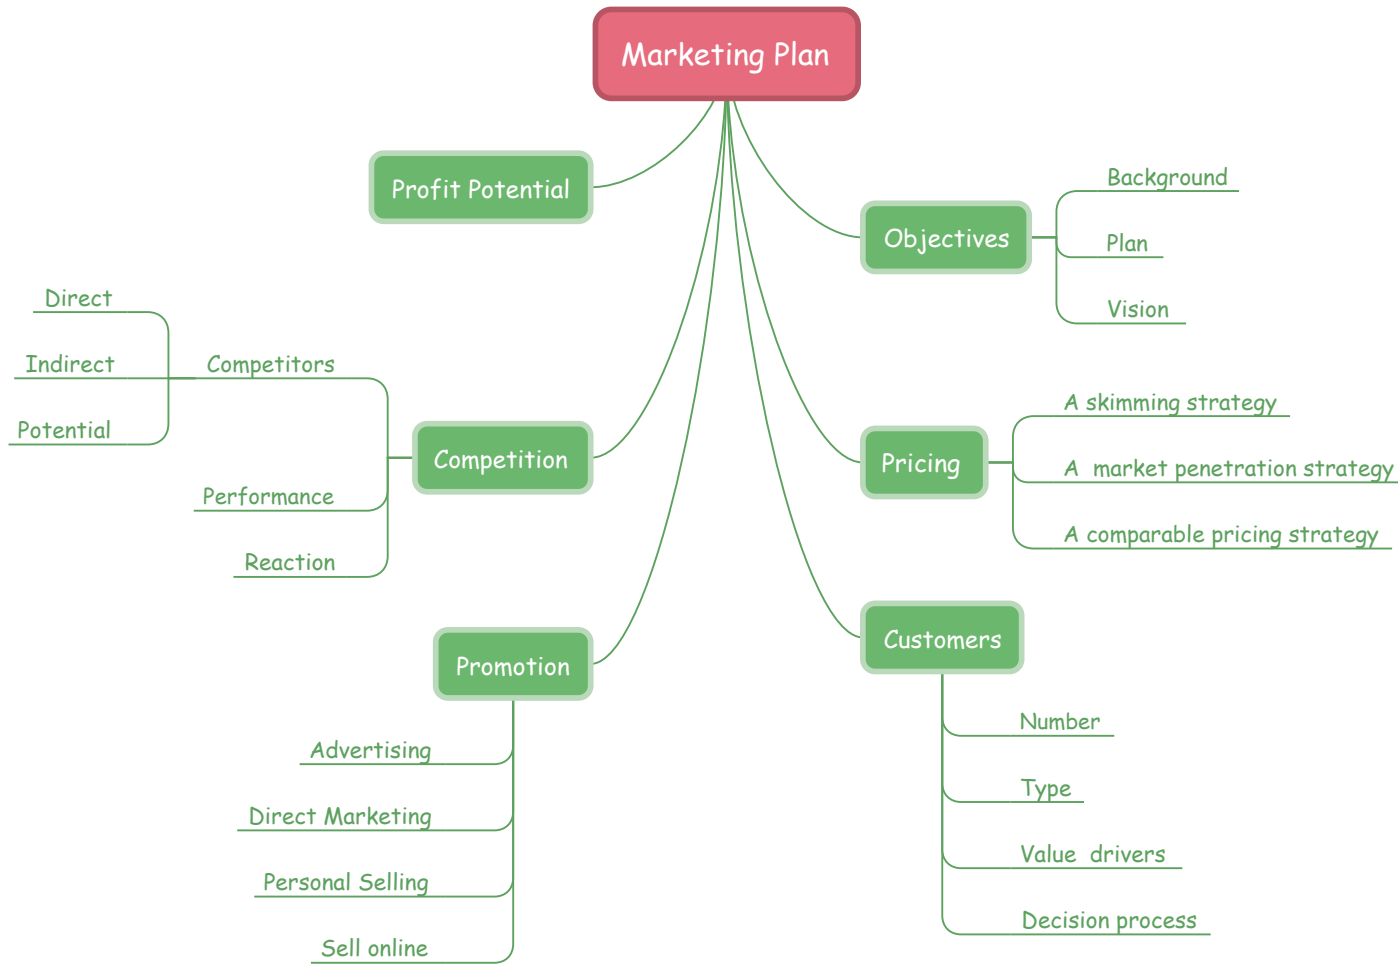 Marketing Plan
Profit Potential
Objectives
Background
Plan
Vision
Pricing
A skimming strategy
A  market penetration strategy
A comparable pricing strategy
Customers
Number
Type
Value  drivers
Decision process
Competition
Competitors
Direct
Indirect
Potential
Performance
Reaction
Promotion
Advertising
Direct Marketing
Personal Selling
Sell online